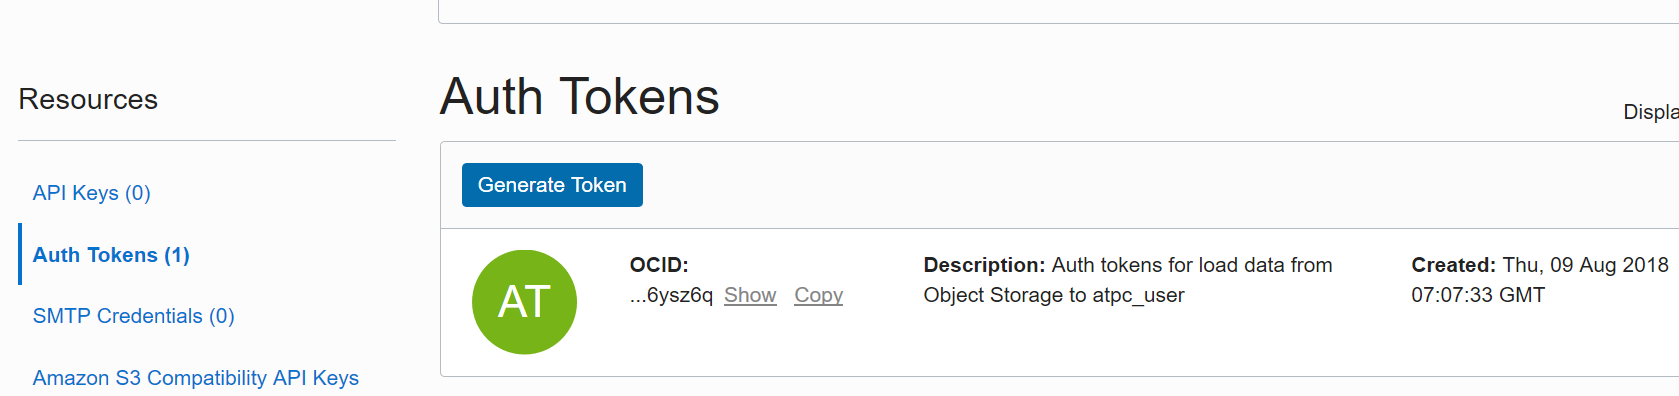 Resources
API Keys (0)
Auth Tokens (1)
SMTP Credentials (0)
Amazon S3 Compatibility API Keys
Auth Tokens
Generate Token
AT
OCID:
...6ysz6q Show Copy
Description: Auth tokens for load data from
Object Storage to atpc_user
Created: Thu, 09 Aug 2018
07:07:33 GMT